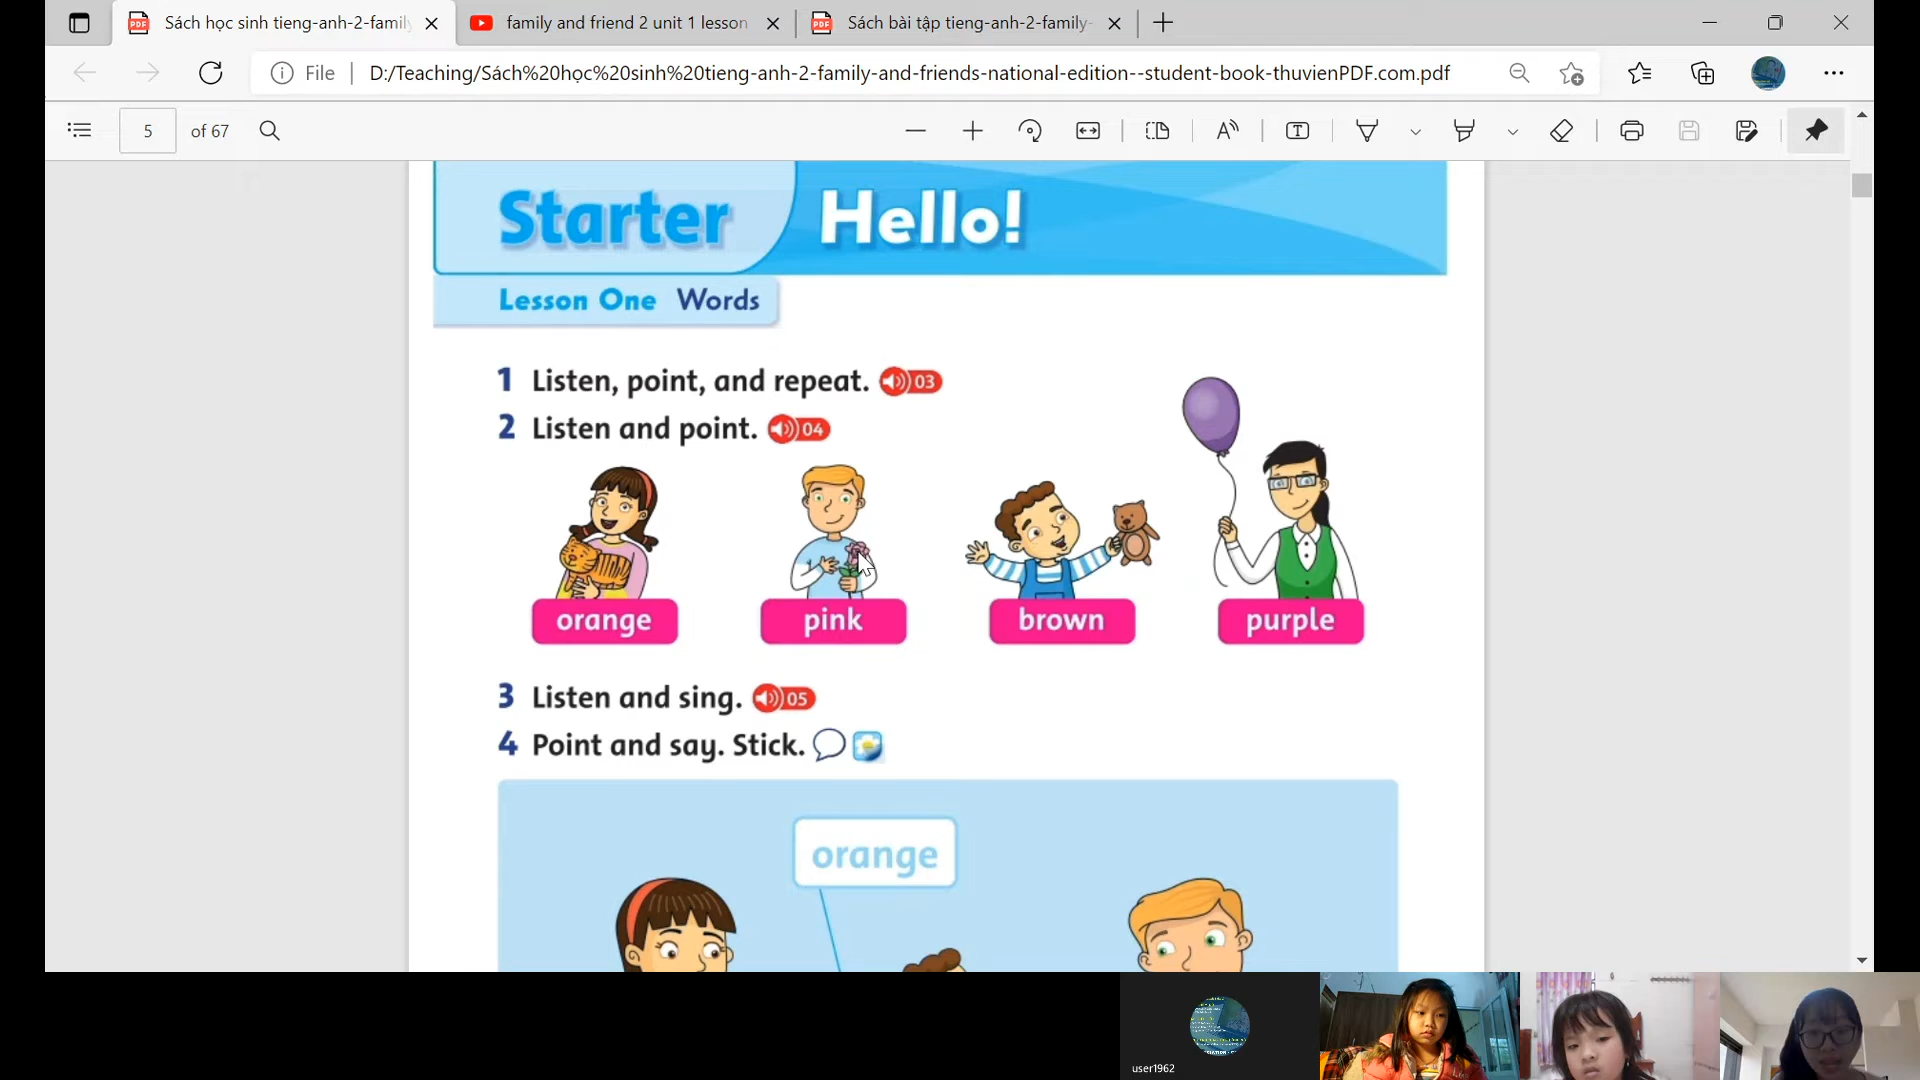 Sách học sinh tieng-anh-2-family
family and friend 2 unit 1 lesson
Sách bài tập tieng-anh-2-family-
File
D:/Teaching/Sách%20học%20sinh%20tieng-anh-2-family-and-friends-national-edition--student-book-thuvienPDF.com.pdf
5 of 67
Starter Hello!
Lesson One Words
1 Listen, point, and repeat. 03
2 Listen and point. 04
orange pink brown purple
3 Listen and sing. 05
4 Point and say. Stick.
orange
user1962